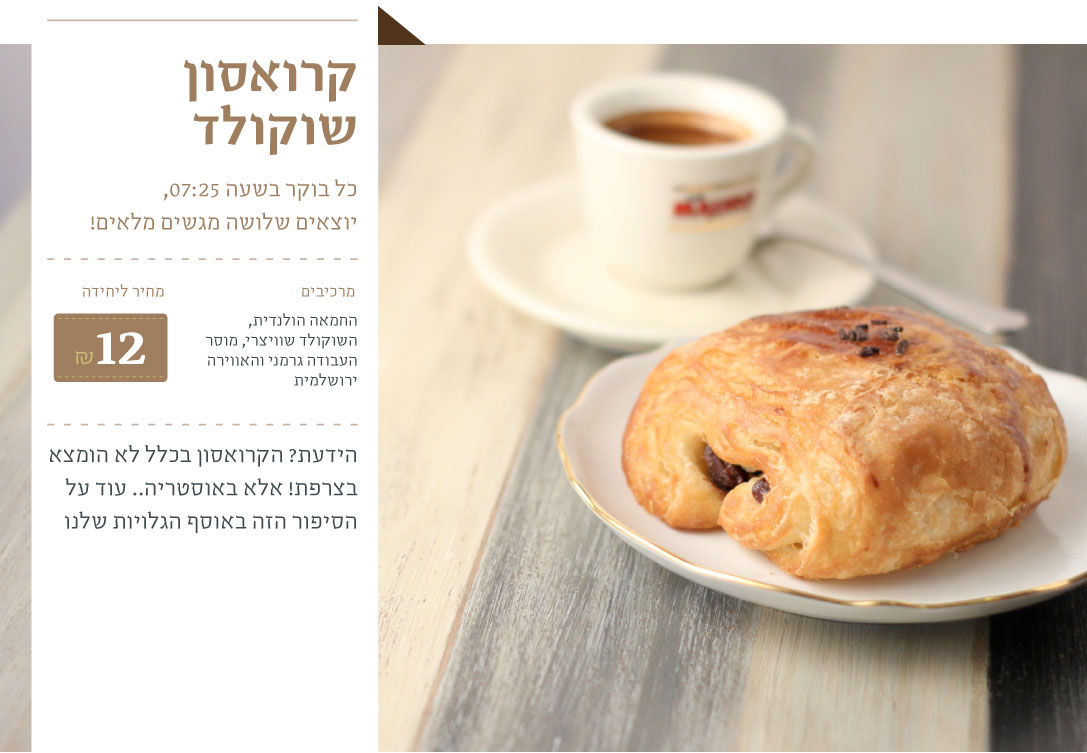 קרואסון
שוקולד
כל בוקר בשעה 07:25,
יוצאים שלושה מגשים מלאים!
מרכיבים
החמאה הולנדית,
השוקולד שוויצרי, מוסר
העבודה גרמני והאווירה
ירושלמית
מחיר ליחידה
12 ₪
הידעת? הקרואסון בכלל לא הומצא
בצרפת! אלא באוסטריה.. עוד על
הסיפור הזה באוסף הגלויות שלנו